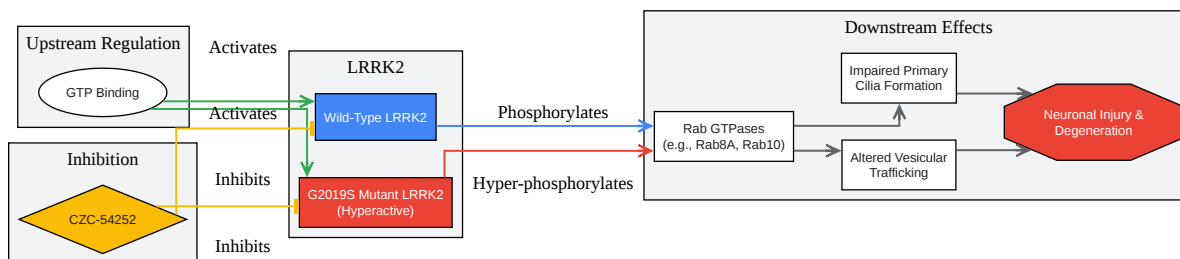 Upstream Regulation
GTP Binding
Inhibition
CZC-54252
Activates
Activates
Inhibits
Inhibits
LRRK2
Wild-Type LRRK2
G2019S Mutant LRRK2
(Hyperactive)
Phosphorylates
Hyper-phosphorylates
Downstream Effects
Rab GTPases
(e.g., Rab8A, Rab10)
Impaired Primary
Cilia Formation
Altered Vesicular
Trafficking
Neuronal Injury &
Degeneration